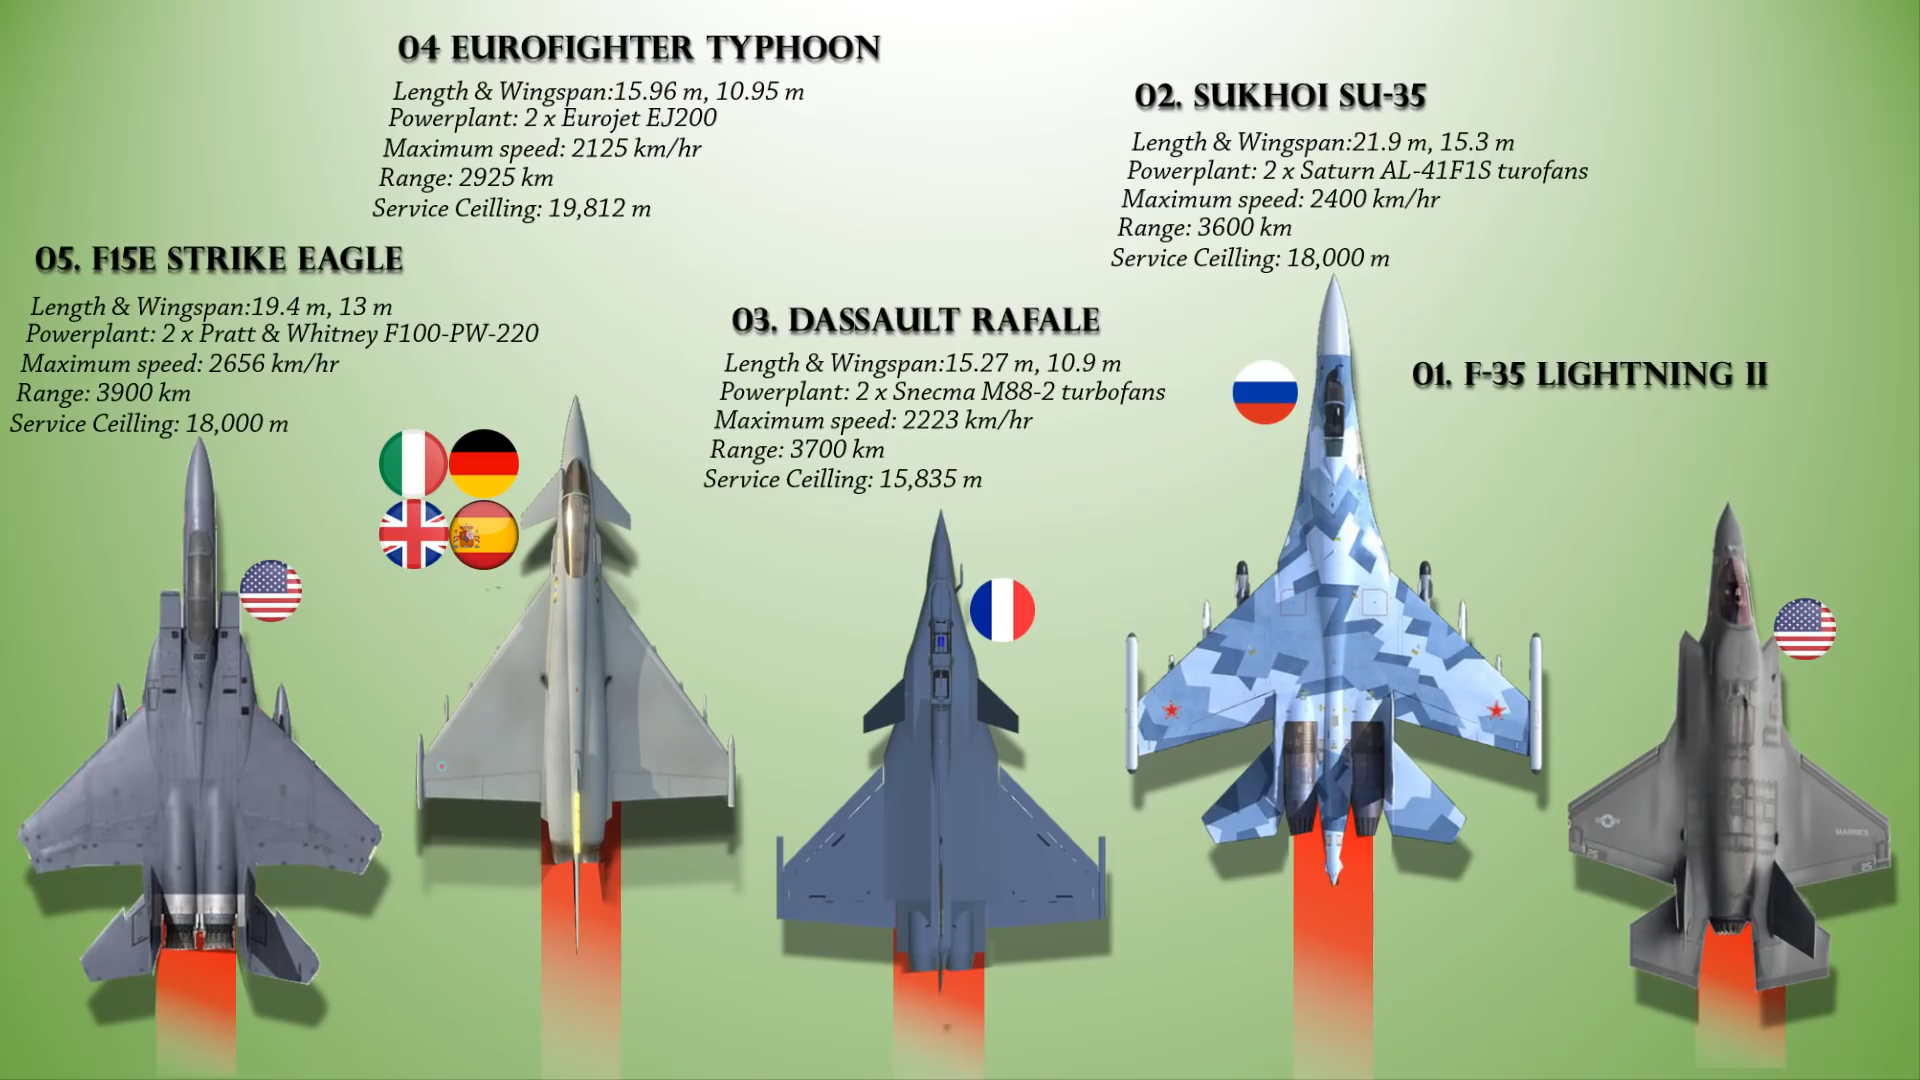 04 EUROFIGHTER TYPHOON
Length & Wingspan:15.96 m, 10.95 m
Powerplant: 2 x Eurojet EJ200
Maximum speed: 2125 km/hr
Range: 2925 km
Service Ceilling: 19,812 m
02. SUKHOI SU-35
Length & Wingspan:21.9 m, 15.3 m
Powerplant: 2 x Saturn AL-41F1S turofans
Maximum speed: 2400 km/hr
Range: 3600 km
Service Ceilling: 18,000 m
05. F15E STRIKE EAGLE
Length & Wingspan:19.4 m, 13 m
Powerplant: 2 x Pratt & Whitney F100-PW-220
Maximum speed: 2656 km/hr
Range: 3900 km
Service Ceilling: 18,000 m
03. DASSAULT RAFALE
Length & Wingspan:15.27 m, 10.9 m
Powerplant: 2 x Snecma M88-2 turbofans
Maximum speed: 2223 km/hr
Range: 3700 km
Service Ceilling: 15,835 m
01. F-35 LIGHTNING II
MARINES
25
25